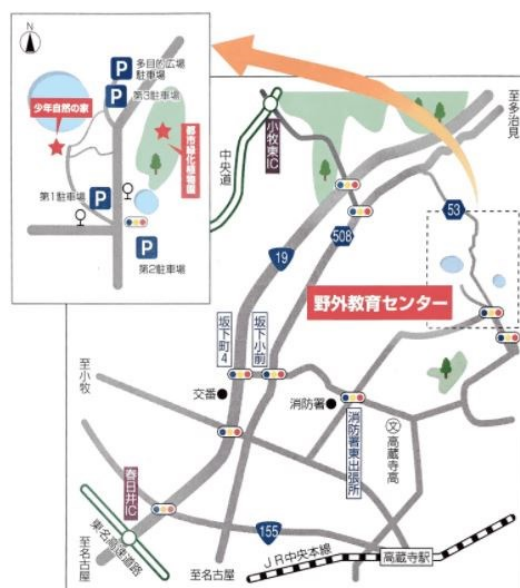 N
多目的広場
駐車場
第3駐車場
少年自然の家
都市緑化植物園
第1駐車場
第2駐車場
P
P
P
P
中央道
小牧東IC
至多治見
53
508
19
野外教育センター
坂下町4
坂下小前
至小牧
交番
消防署
消防署東出張所
文
高蔵寺高
春日井IC
東名高速道路
至名古屋
155
至名古屋
JR中央本線
高蔵寺駅